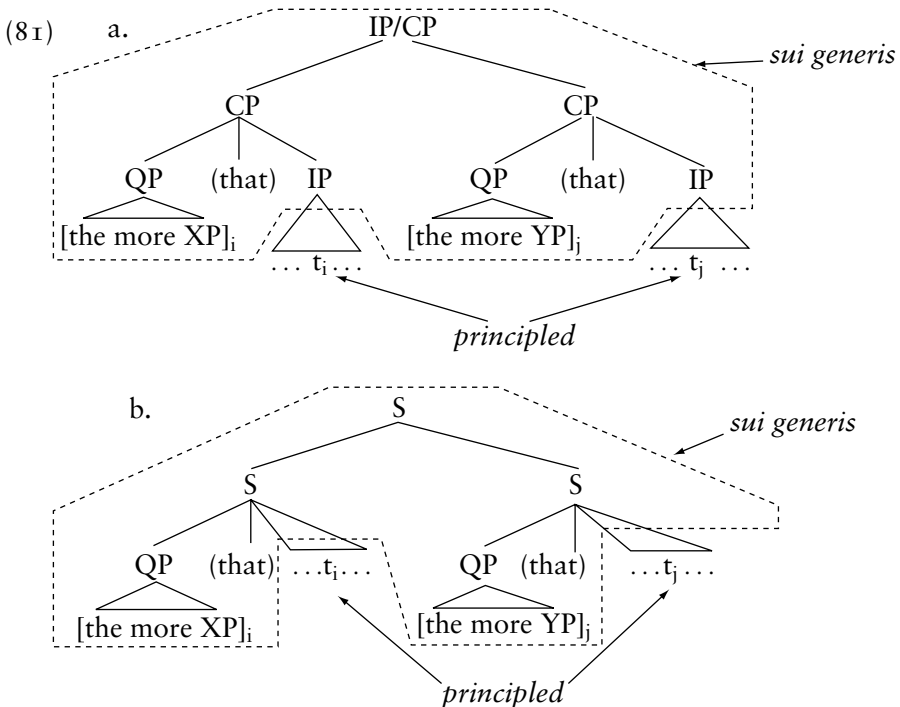 (81) a. IP/CP
sui generis
CP CP
QP (that) IP QP (that) IP
[the more XP]i [the more YP]j
... ti ... ... tj ...
principled
b. S
sui generis
S S
QP (that) ...ti... QP (that) ...tj...
[the more XP]i [the more YP]j
principled